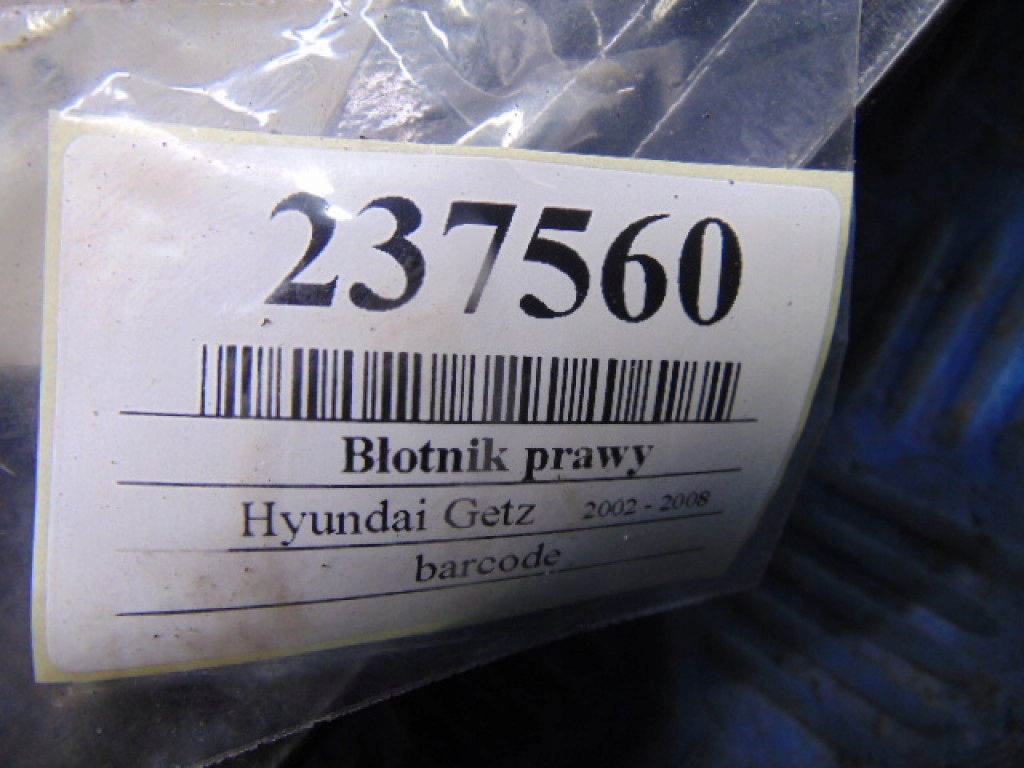 237560
Błotnik prawy
Hyundai Getz 2002 - 2008
barcode